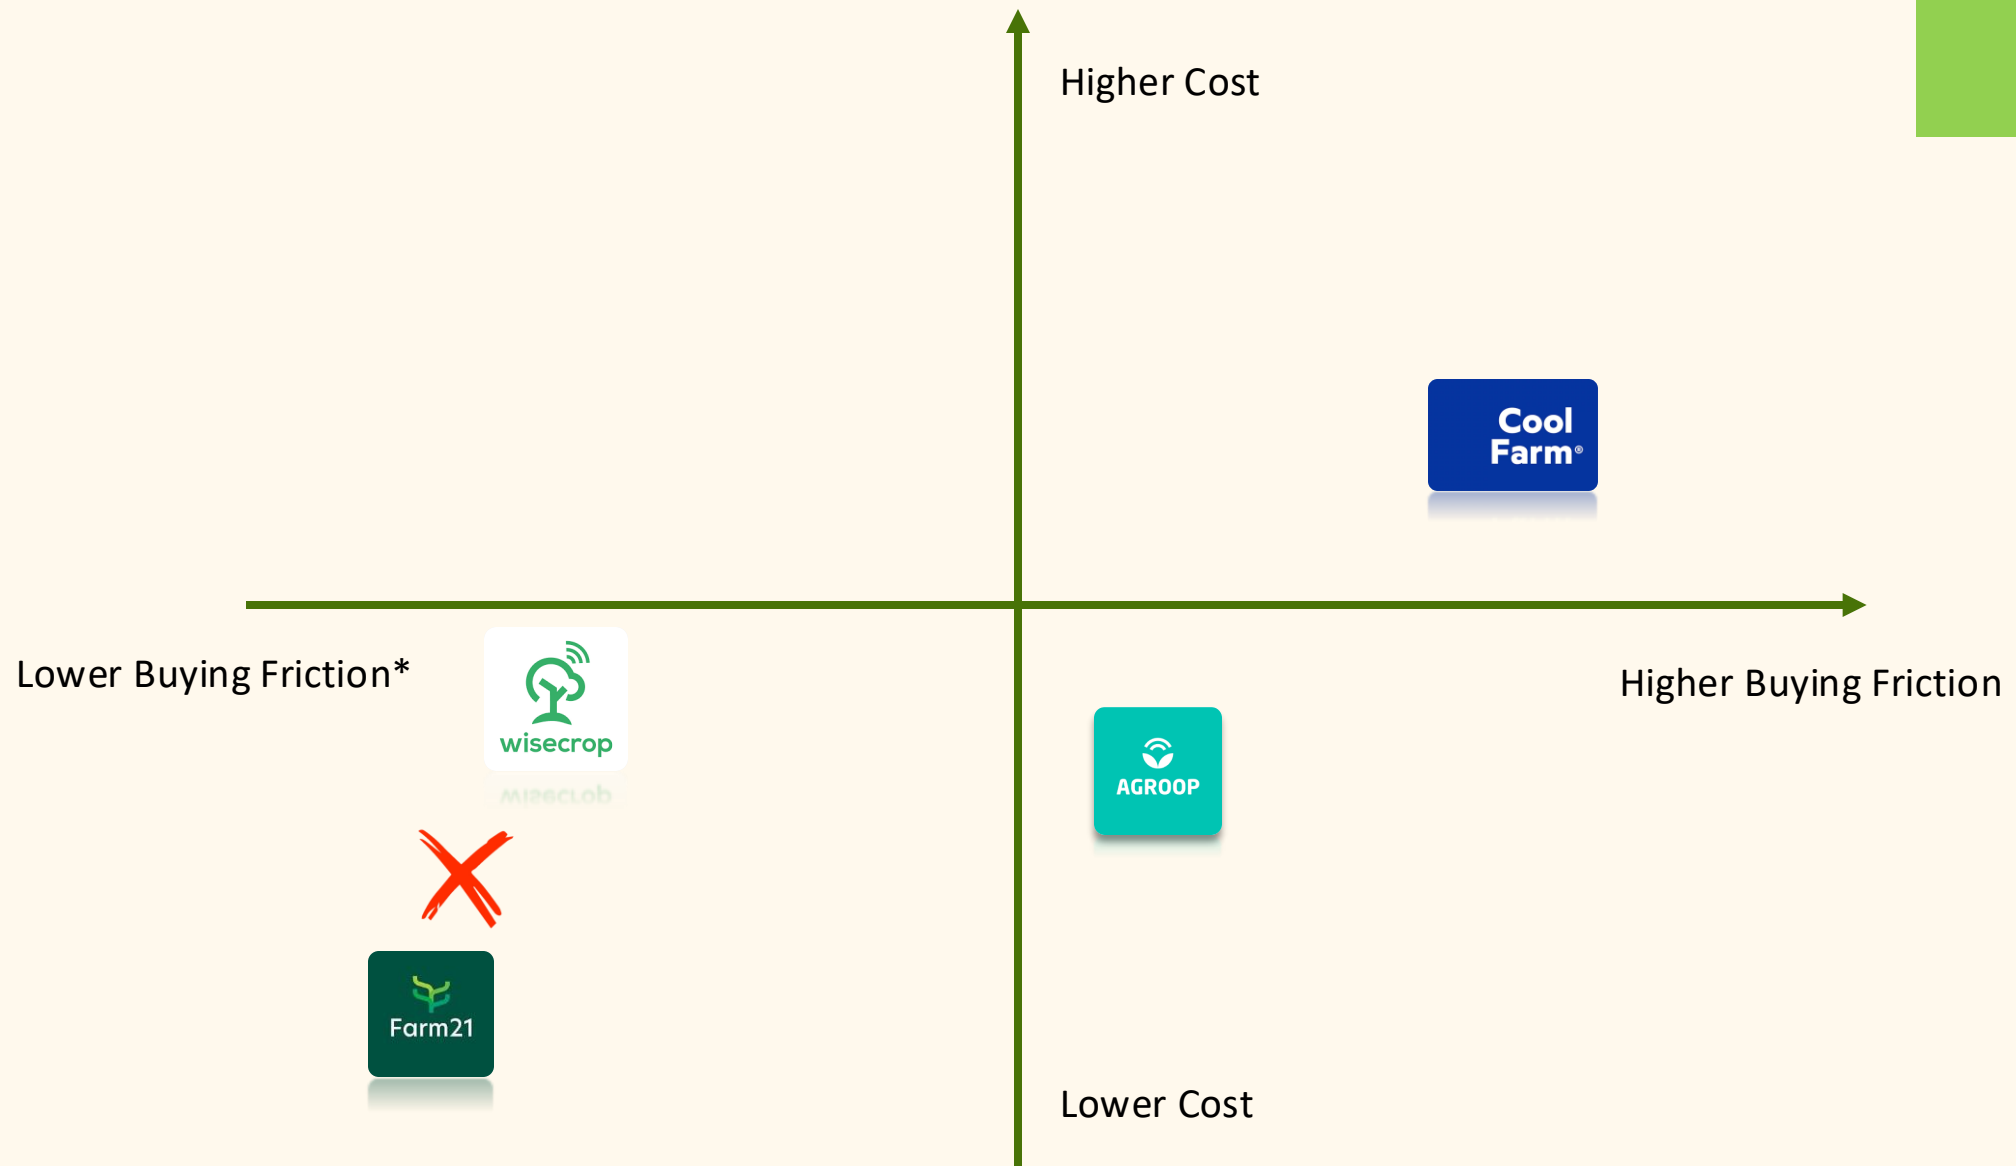 Higher Cost
Cool
Farm®
Lower Buying Friction*
Higher Buying Friction
wisecrop
AGROOP
Farm21
Lower Cost